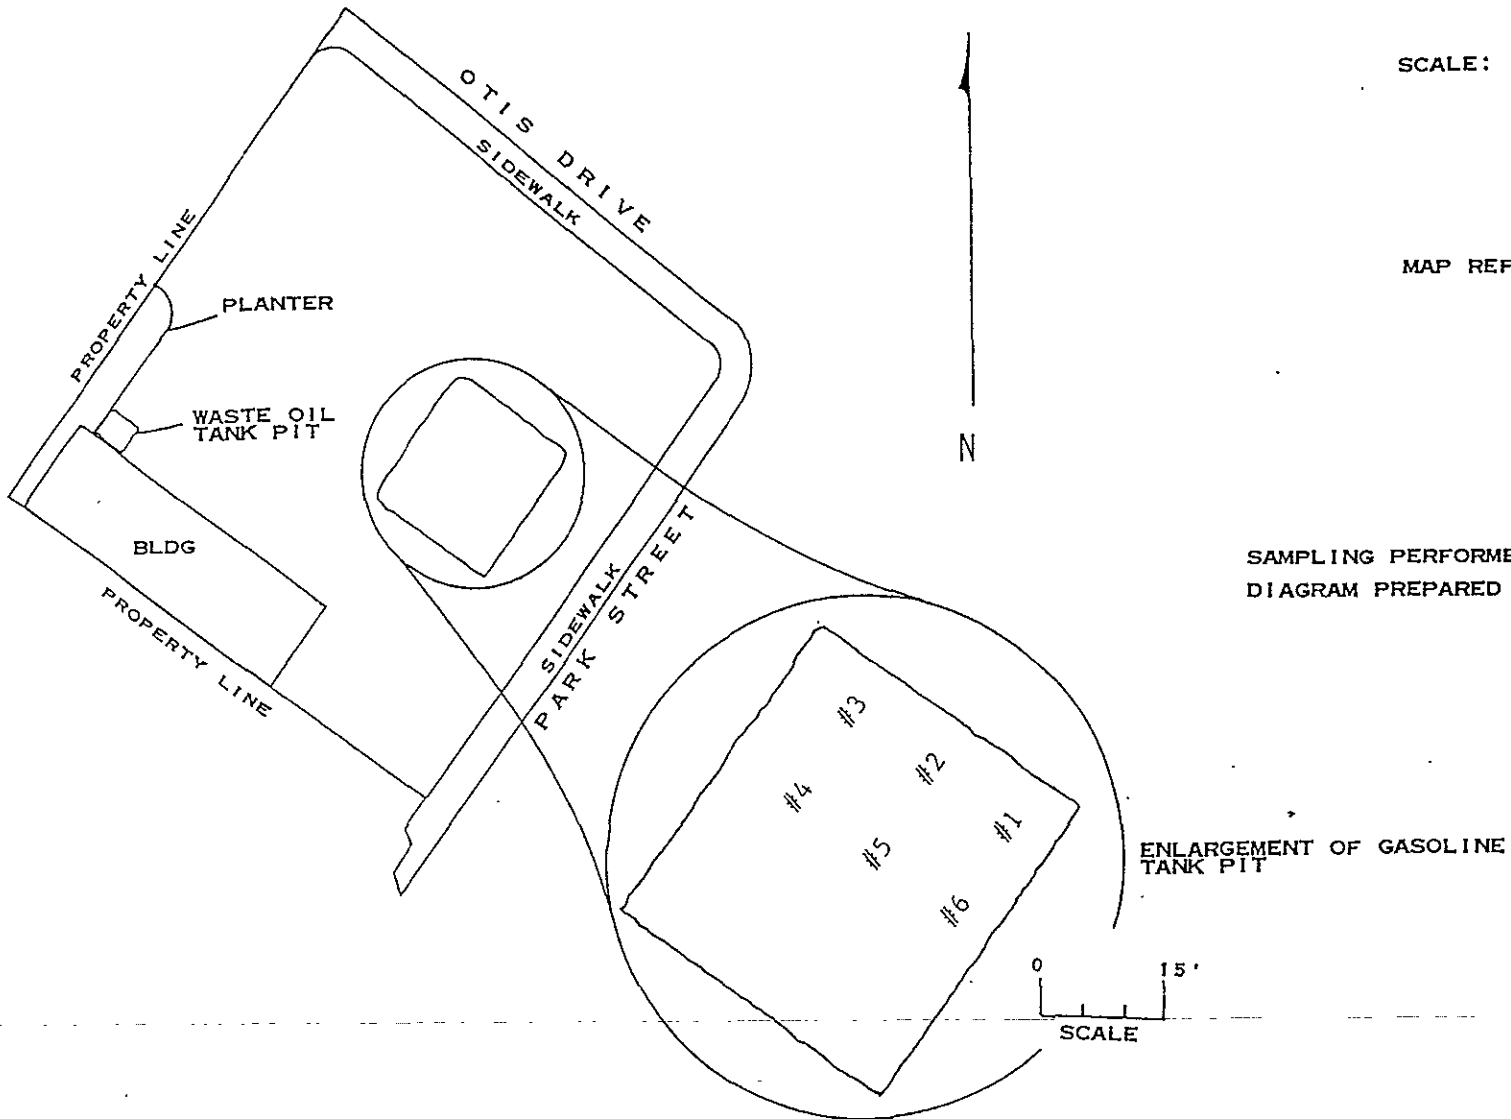 SCALE:
OTIS DRIVE
SIDEWALK
MAP REF
PROPERTY LINE
PLANTER
WASTE OIL
TANK PIT
N
BLDG
SAMPLING PERFORME
DIAGRAM PREPARED
PROPERTY LINE
SIDEWALK
PARK STREET
#3
#2
#4
#1
#5
#6
ENLARGEMENT OF GASOLINE
TANK PIT
0 15'
SCALE